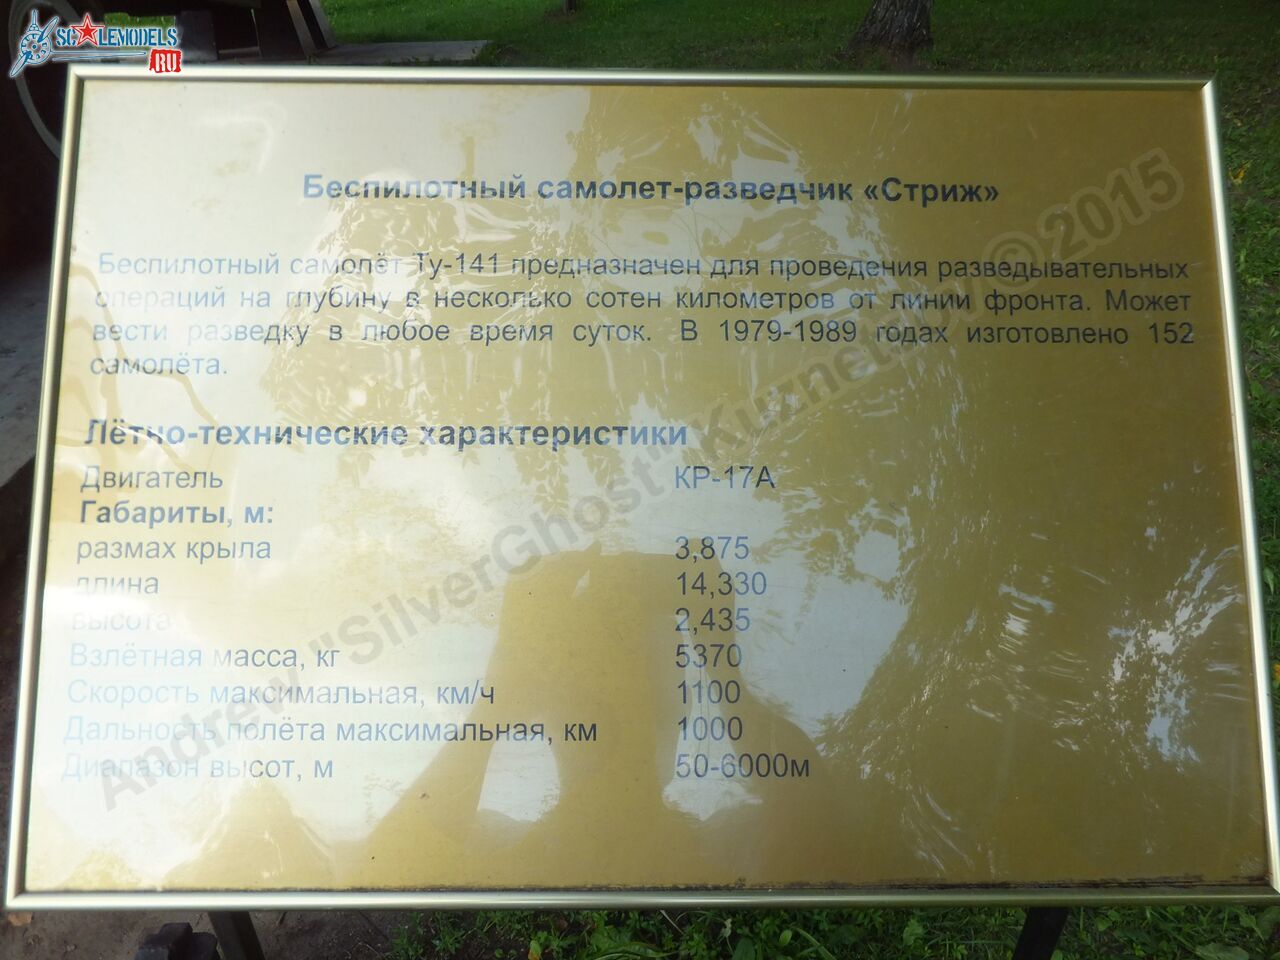 SCALEMODELS
.RU
Беспилотный самолет-разведчик «Стриж»
Беспилотный самолёт Ту-141 предназначен для проведения разведывательных
операций на глубину в несколько сотен километров от линии фронта. Может
вести разведку в любое время суток. В 1979-1989 годах изготовлено 152
самолёта.
Лётно-технические характеристики
Двигатель КР-17А
Габариты, м:
размах крыла 3,875
длина 14,330
высота 2,435
Взлётная масса, кг 5370
Скорость максимальная, км/ч 1100
Дальность полёта максимальная, км 1000
Диапазон высот, м 50-6000м
Andrew "SilverGhost" Kuznetsov © 2015